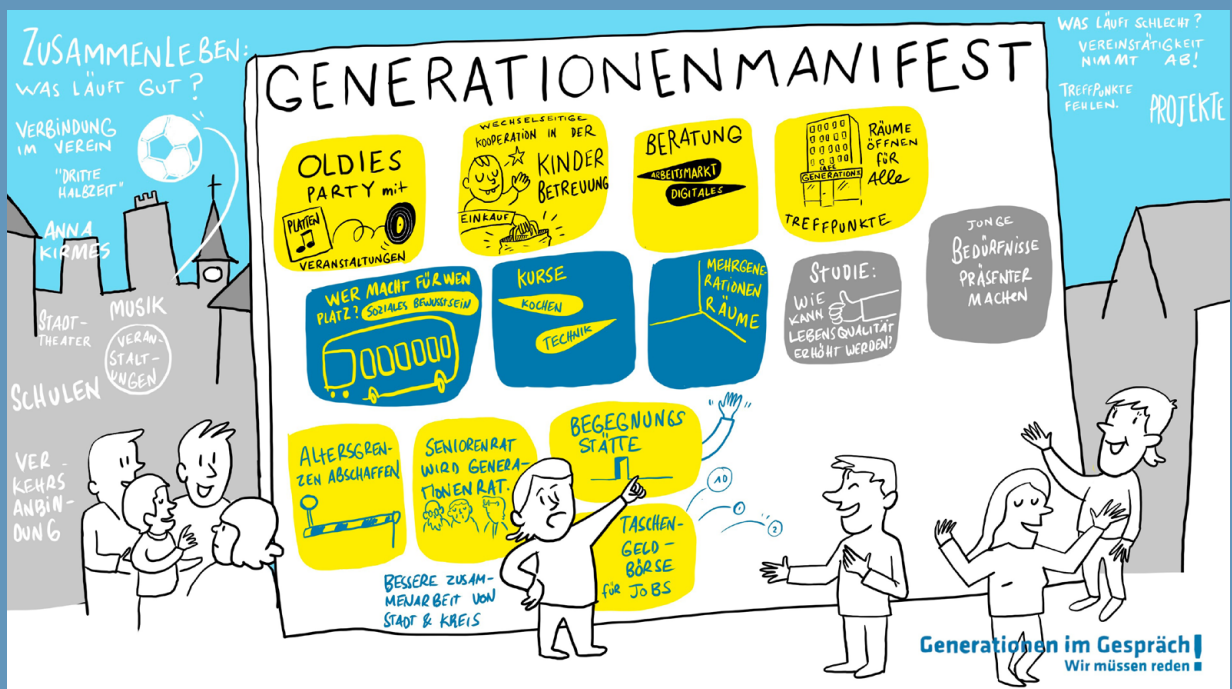 ZUSAMMENLEBEN:
WAS LÄUFT GUT?
VERBINDUNG
IM VEREIN
"DRITTE
HALBZEIT"
ANNA
KIRMES
MUSIK
STADT-
THEATER
VERAN-
STALT-
UNGEN
SCHULEN
VER-
KEHRS
ANBIN-
DUNG
GENERATIONENMANIFEST
OLDIES
PARTY mit
PLATTEN
VERANSTALTUNGEN
WECHSELSEITIGE
KOOPERATION IN DER
KINDER
BETREUUNG
EINKAUF
BERATUNG
ARBEITSMARKT
DIGITALES
RÄUME
ÖFFNEN
FÜR
Alle
CAFE
GENERATIONS
TREFFPUNKTE
WER MACHT FÜR WEN
PLATZ?
SOZIALES BEWUSSTSEIN
KURSE
KOCHEN
TECHNIK
MEHRGENE-
RATIONEN
RÄUME
STUDIE:
WIE
KANN
LEBENSQUALITÄT
ERHÖHT WERDEN?
JUNGE
BEDÜRFNISSE
PRÄSENTER
MACHEN
ALTERSGREN-
ZEN ABSCHAFFEN
SENIORENRAT
WIRD GENERA-
TIONENRAT.
BEGEGNUNGS
STÄTTE
TASCHEN-
GELD-
BÖRSE
für JOBS
10
1
2
BESSERE ZUSAM-
MENARBEIT VON
STADT & KREIS
WAS LÄUFT SCHLECHT?
VEREINSTÄTIGKEIT
NIMMT AB!
TREFFPUNKTE
FEHLEN.
PROJEKTE
Generationen im Gespräch!
Wir müssen reden